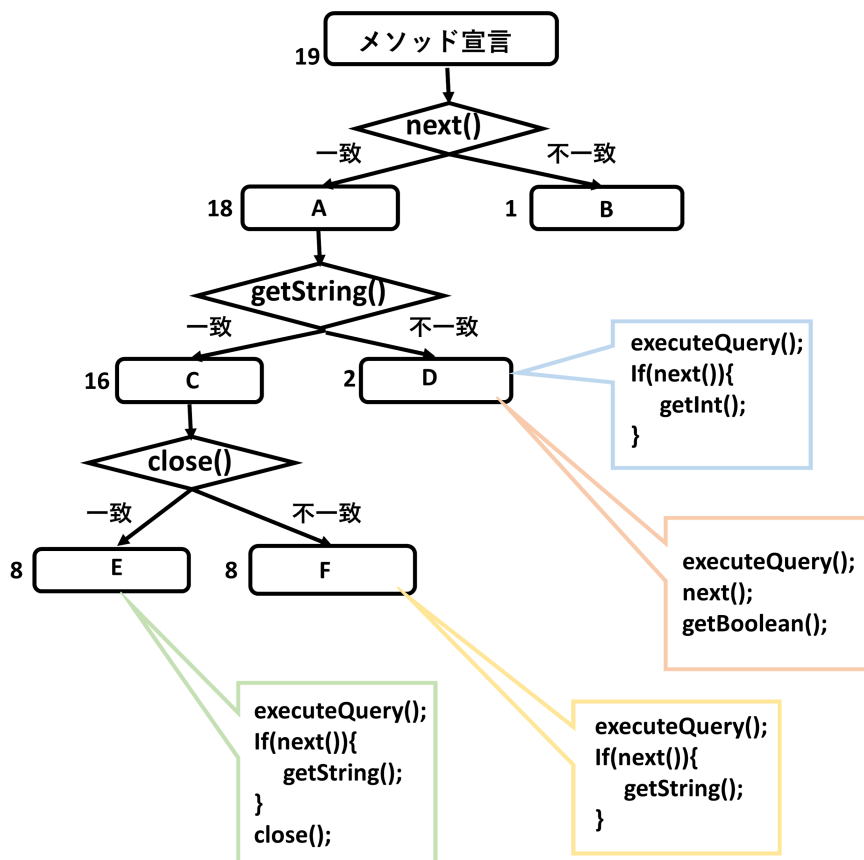 メソッド宣言
19
next()
一致
不一致
18
A
1
B
getString()
一致
不一致
16
C
2
D
executeQuery();
If(next()){
getInt();
}
close()
一致
不一致
8
E
8
F
executeQuery();
next();
getBoolean();
executeQuery();
If(next()){
getString();
}
close();
executeQuery();
If(next()){
getString();
}